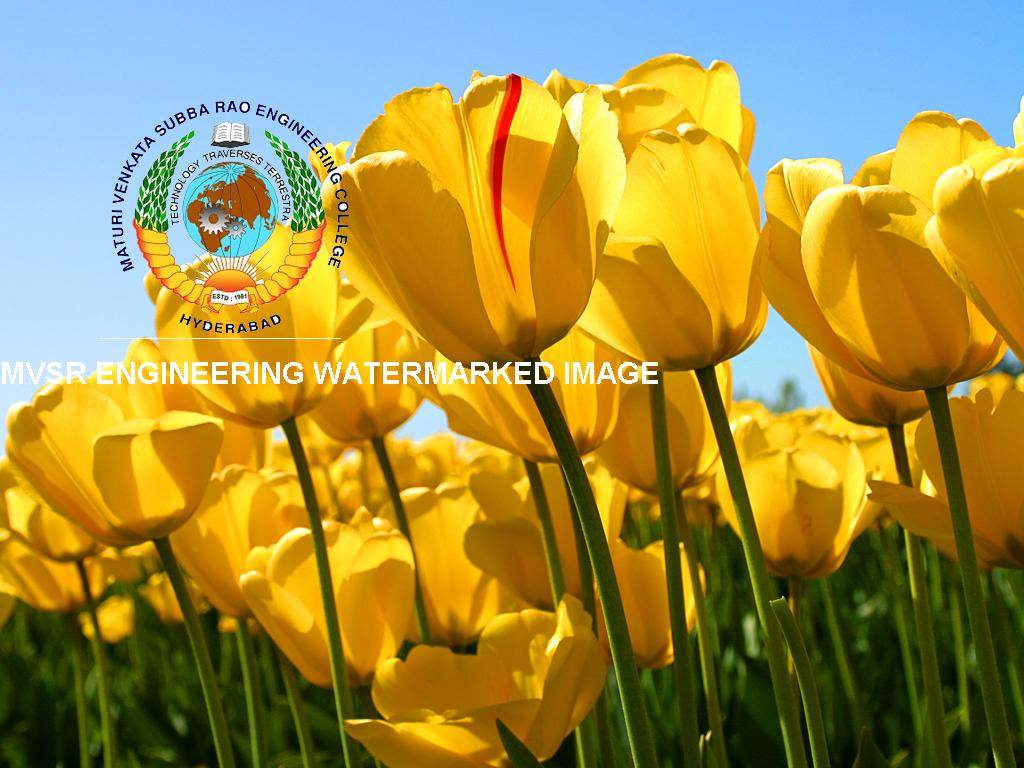 MATURI VENKATA SUBBA RAO ENGINEERING COLLEGE
TECHNOLOGY TRAVERSES TERRESTRA
ESTD : 1981
HYDERABAD
MVSR ENGINEERING WATERMARKED IMAGE